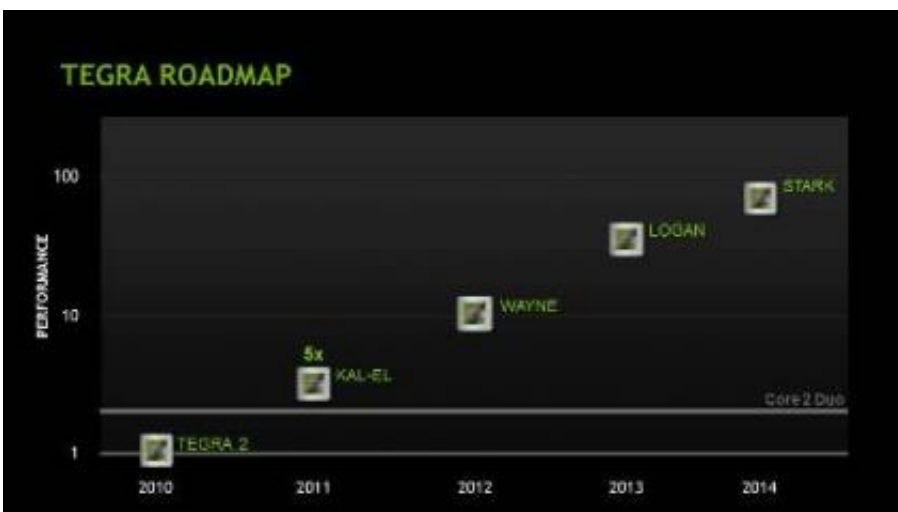 TEGRA ROADMAP
100
STARK
LOGAN
PERFORMANCE
10
WAYNE
5x
KAL-EL
Core 2 Duo
TEGRA 2
1
2010 2011 2012 2013 2014